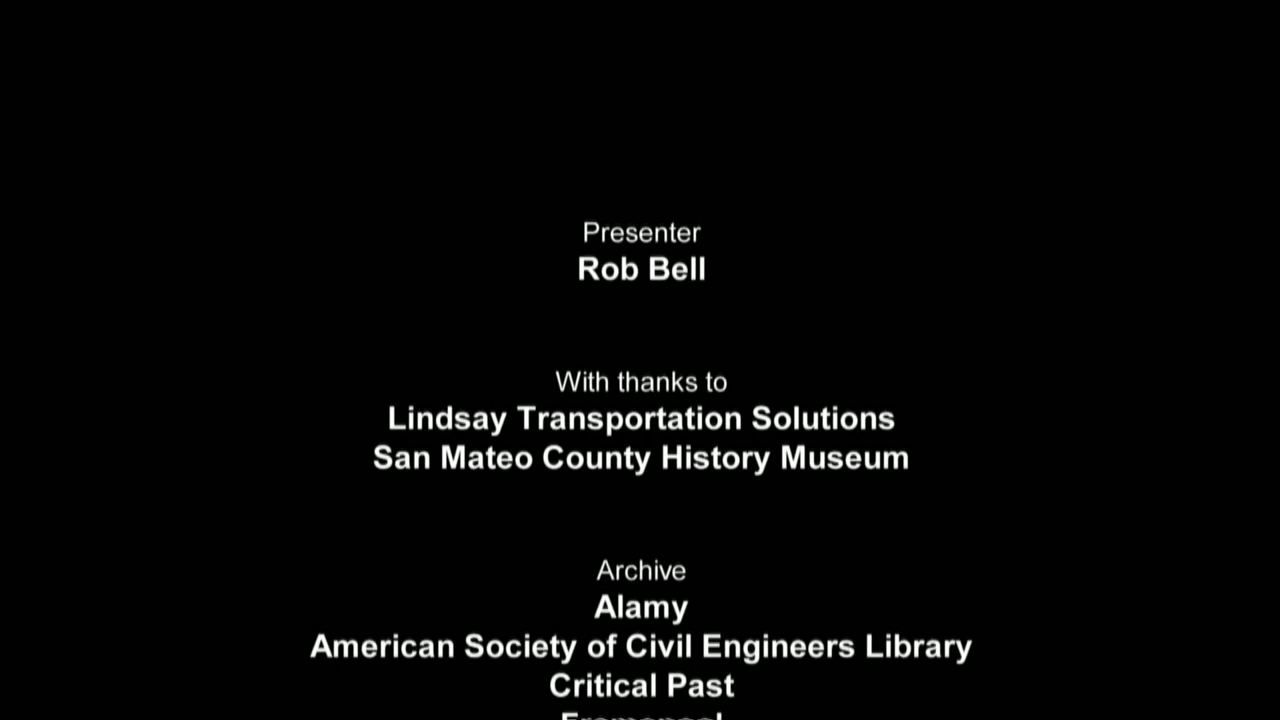 Presenter
Rob Bell
With thanks to
Lindsay Transportation Solutions
San Mateo County History Museum
Archive
Alamy
American Society of Civil Engineers Library
Critical Past